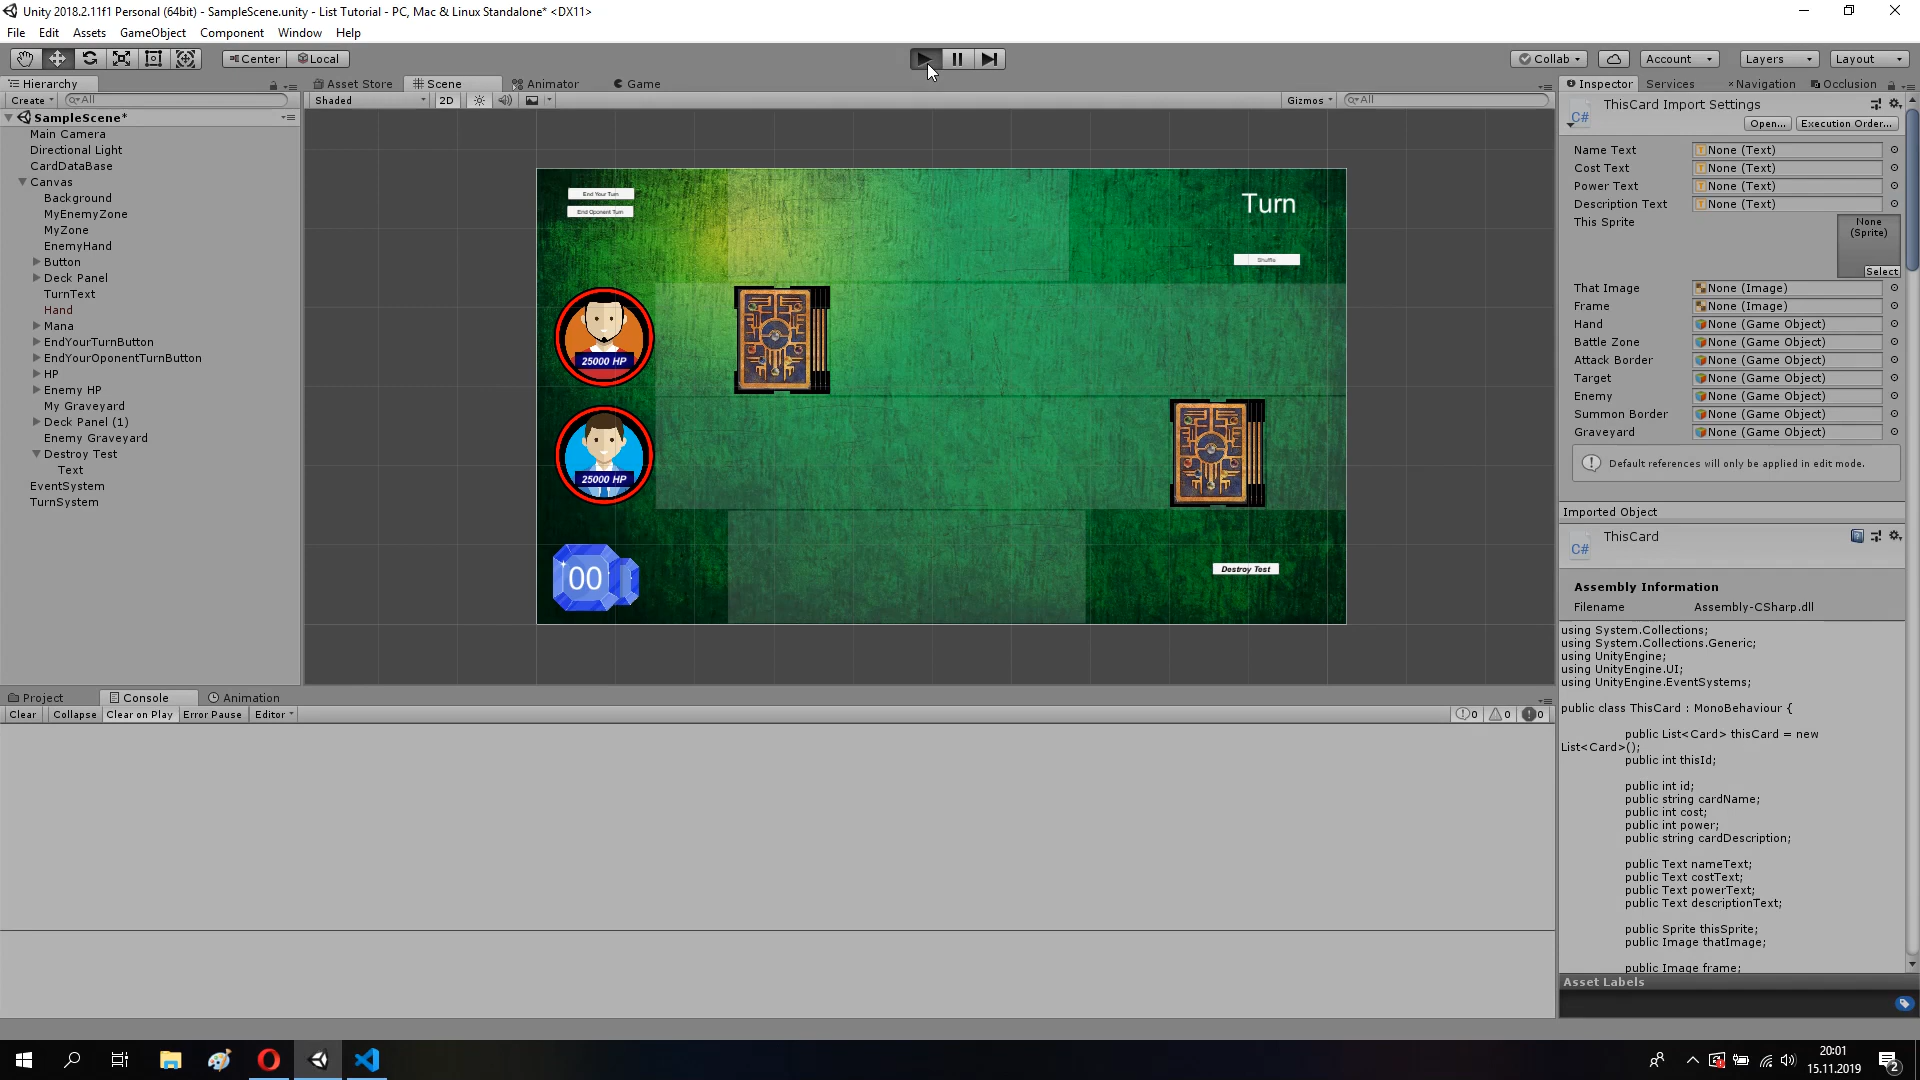 Unity 2018.2.11f1 Personal (64bit) - SampleScene.unity - List Tutorial - PC, Mac & Linux Standalone* <DX11>
File Edit Assets GameObject Component Window Help
Center Local Collab Account Layers Layout
Hierarchy
Create All
SampleScene*
Main Camera
Directional Light
CardDataBase
Canvas
Background
MyEnemyZone
MyZone
EnemyHand
Button
Deck Panel
TurnText
Hand
Mana
EndYourTurnButton
EndYourOponentTurnButton
HP
Enemy HP
My Graveyard
Deck Panel (1)
Enemy Graveyard
Destroy Test
Text
EventSystem
TurnSystem
Asset Store Scene Animator Game
Shaded 2D Gizmos All
End Your Turn
End Oponent Turn
Turn
Shuffle
25000 HP
25000 HP
00
Destroy Test
Inspector Services Navigation Occlusion
ThisCard Import Settings
C# Open... Execution Order...
Name Text None (Text)
Cost Text None (Text)
Power Text None (Text)
Description Text None (Text)
This Sprite None
(Sprite)
Select
That Image None (Image)
Frame None (Image)
Hand None (Game Object)
Battle Zone None (Game Object)
Attack Border None (Game Object)
Target None (Game Object)
Enemy None (Game Object)
Summon Border None (Game Object)
Graveyard None (Game Object)
Default references will only be applied in edit mode.
Imported Object
ThisCard
C#
Assembly Information
Filename Assembly-CSharp.dll
using System.Collections;
using System.Collections.Generic;
using UnityEngine;
using UnityEngine.UI;
using UnityEngine.EventSystems;
public class ThisCard : MonoBehaviour {
public List<Card> thisCard = new
List<Card>();
public int thisId;
public int id;
public string cardName;
public int cost;
public int power;
public string cardDescription;
public Text nameText;
public Text costText;
public Text powerText;
public Text descriptionText;
public Sprite thisSprite;
public Image thatImage;
public Image frame;
Asset Labels
Project Console Animation
Clear Collapse Clear on Play Error Pause Editor 0 0 0
20:01
15.11.2019
2